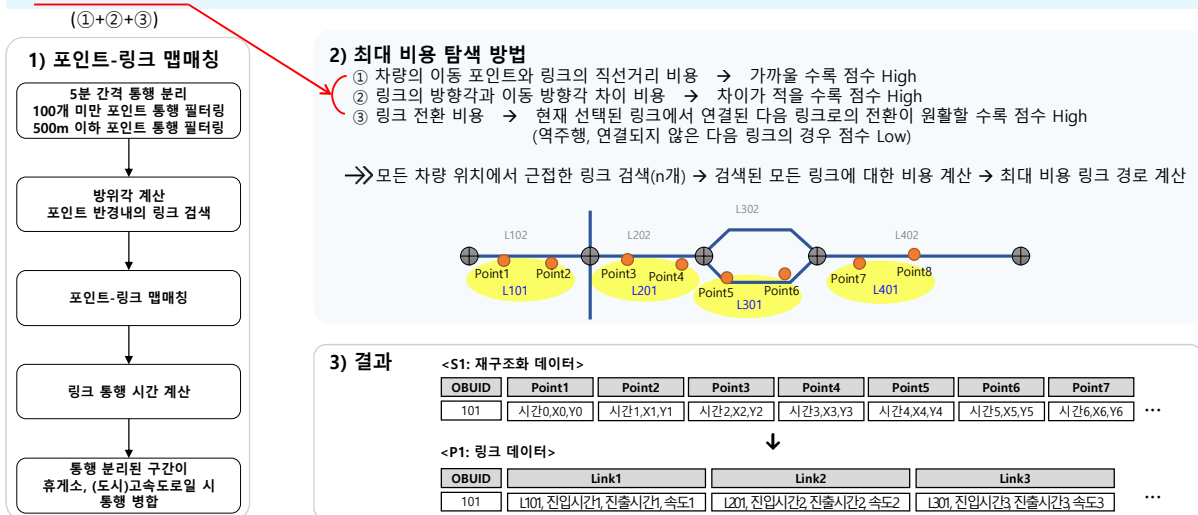 (①+②+③)
1) 포인트-링크 맵매칭
5분 간격 통행 분리
100개 미만 포인트 통행 필터링
500m 이하 포인트 통행 필터링
방위각 계산
포인트 반경내의 링크 검색
포인트-링크 맵매칭
링크 통행 시간 계산
통행 분리된 구간이
휴게소, (도시)고속도로일 시
통행 병합
2) 최대 비용 탐색 방법
① 차량의 이동 포인트와 링크의 직선거리 비용 → 가까울 수록 점수 High
② 링크의 방향각과 이동 방향각 차이 비용 → 차이가 적을 수록 점수 High
③ 링크 전환 비용 → 현재 선택된 링크에서 연결된 다음 링크로의 전환이 원활할 수록 점수 High
(역주행, 연결되지 않은 다음 링크의 경우 점수 Low)
모든 차량 위치에서 근접한 링크 검색(n개) → 검색된 모든 링크에 대한 비용 계산 → 최대 비용 링크 경로 계산
L302
L102 L202 L402
Point1 Point2 Point3 Point4 Point5 Point6 Point7 Point8
L101 L201 L301 L401
3) 결과
<S1: 재구조화 데이터>
OBUID Point1 Point2 Point3 Point4 Point5 Point6 Point7
101 시간0,X0,Y0 시간1,X1,Y1 시간2,X2,Y2 시간3,X3,Y3 시간4,X4,Y4 시간5,X5,Y5 시간6,X6,Y6 ...
<P1: 링크 데이터>
OBUID Link1 Link2 Link3
101 L101, 진입시간1, 진출시간1, 속도1 L201, 진입시간2, 진출시간2, 속도2 L301, 진입시간3, 진출시간3, 속도3 ...